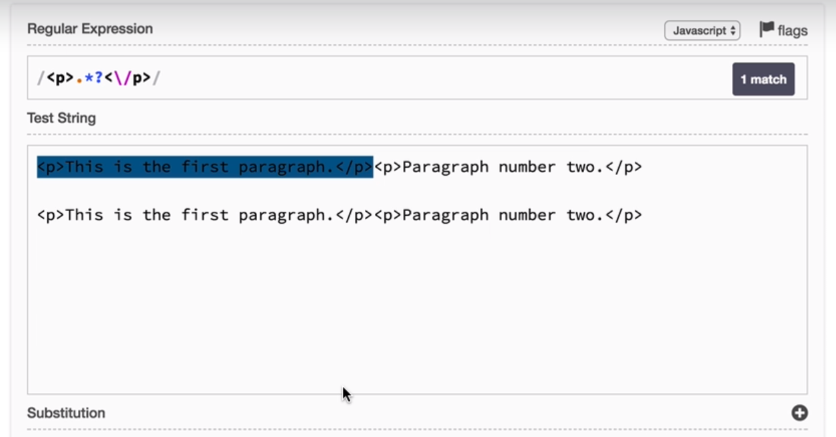 Regular Expression
Javascript flags
/<p>.*?<\/p>/
1 match
Test String
<p>This is the first paragraph.</p><p>Paragraph number two.</p>
<p>This is the first paragraph.</p><p>Paragraph number two.</p>
Substitution